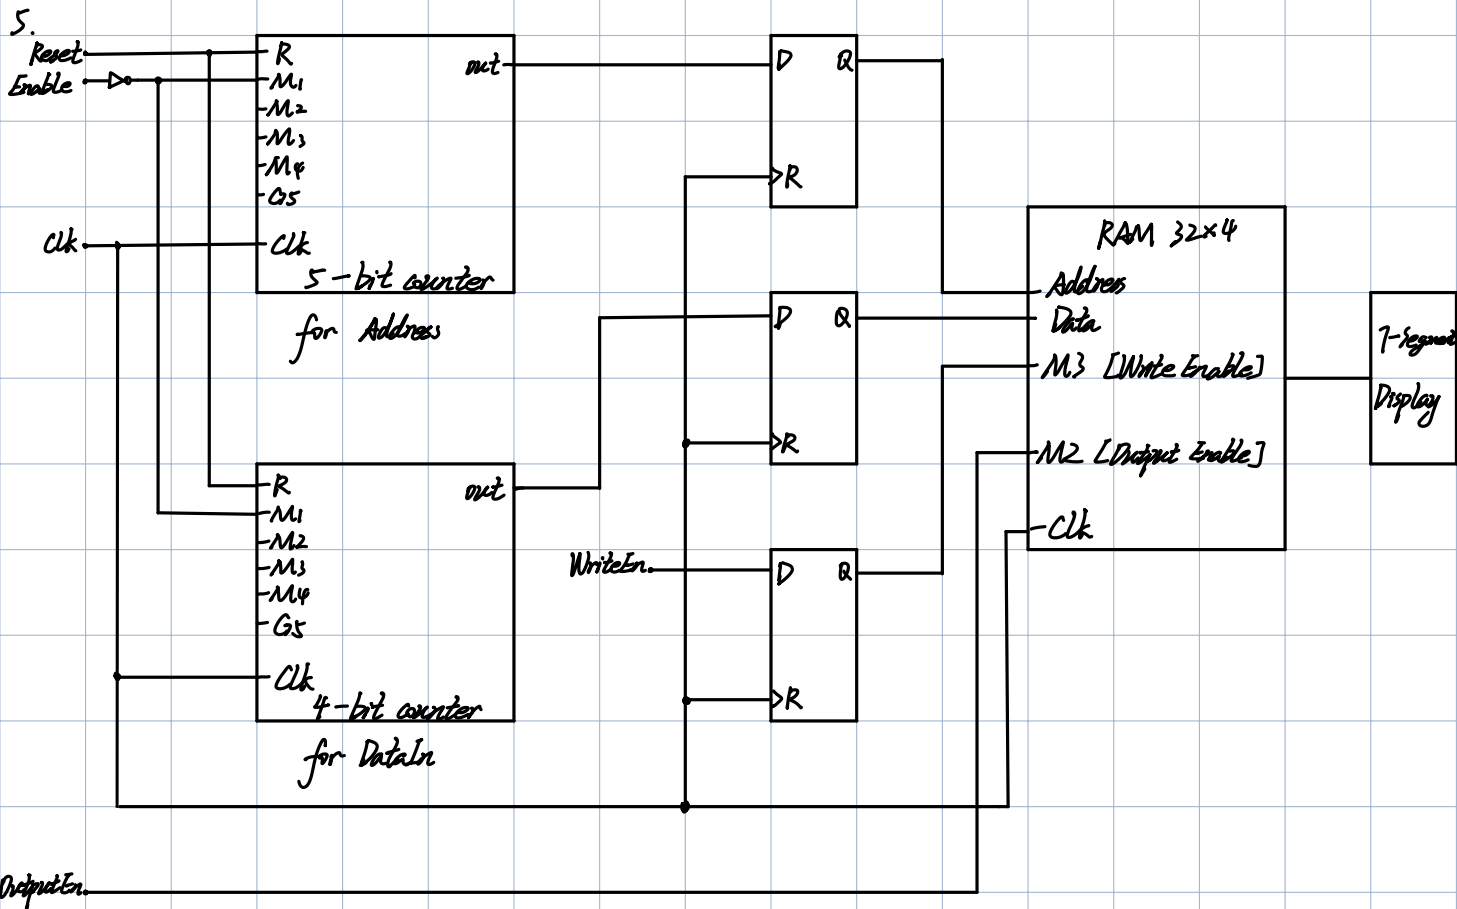 5.
Reset
Enable
Clk
R
M1
M2
M3
M4
G5
Clk
out
5-bit counter
for Address
R
M1
M2
M3
M4
G5
Clk
out
4-bit counter
for DataIn
D Q
R
D Q
R
WriteEn
D Q
R
RAM 32×4
Address
Data
M3 [Write Enable]
M2 [Output Enable]
Clk
7-Segment
Display
OutputEn